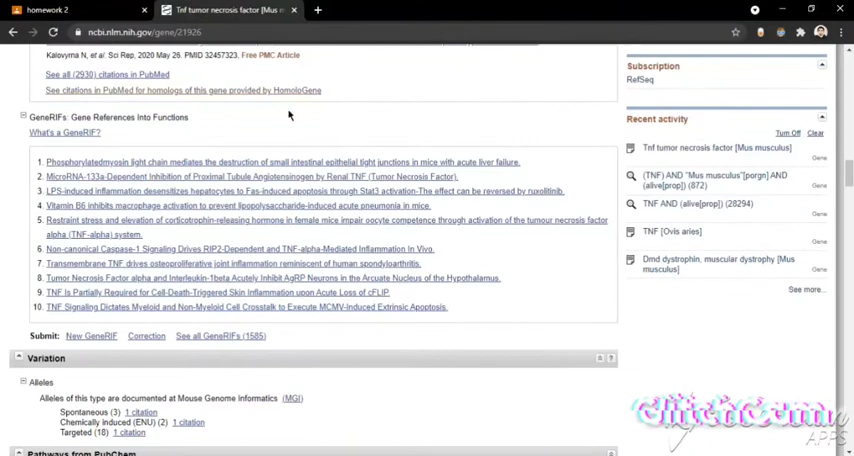 homework 2
Tnf tumor necrosis factor [Mus m
ncbi.nlm.nih.gov/gene/21926
Kalovyrna N, et al. Sci Rep, 2020 May 26. PMID 32457323, Free PMC Article
See all (2930) citations in PubMed
See citations in PubMed for homologs of this gene provided by HomoloGene
GeneRIFs: Gene References Into Functions
What's a GeneRIF?
1. Phosphorylatedmyosin light chain mediates the destruction of small intestinal epithelial tight junctions in mice with acute liver failure.
2. MicroRNA-133a-Dependent Inhibition of Proximal Tubule Angiotensinogen by Renal TNF (Tumor Necrosis Factor).
3. LPS-induced inflammation desensitizes hepatocytes to Fas-induced apoptosis through Stat3 activation-The effect can be reversed by ruxolitinib.
4. Vitamin B6 inhibits macrophage activation to prevent lipopolysaccharide-induced acute pneumonia in mice.
5. Restraint stress and elevation of corticotrophin-releasing hormone in female mice impair oocyte competence through activation of the tumour necrosis factor
alpha (TNF-alpha) system.
6. Non-canonical Caspase-1 Signaling Drives RIP2-Dependent and TNF-alpha-Mediated Inflammation In Vivo.
7. Transmembrane TNF drives osteoproliferative joint inflammation reminiscent of human spondyloarthritis.
8. Tumor Necrosis Factor alpha and Interleukin-1beta Acutely Inhibit AgRP Neurons in the Arcuate Nucleus of the Hypothalamus.
9. TNF Is Partially Required for Cell-Death-Triggered Skin Inflammation upon Acute Loss of cFLIP.
10. TNF Signaling Dictates Myeloid and Non-Myeloid Cell Crosstalk to Execute MCMV-Induced Extrinsic Apoptosis.
Submit: New GeneRIF Correction See all GeneRIFs (1585)
Variation
Alleles
Alleles of this type are documented at Mouse Genome Informatics (MGI)
Spontaneous (3) 1 citation
Chemically induced (ENU) (2) 1 citation
Targeted (18) 1 citation
Pathways from PubChem
Subscription
RefSeq
Recent activity
Turn Off Clear
Tnf tumor necrosis factor [Mus musculus]
Gene
(TNF) AND "Mus musculus"[porgn] AND
(alive[prop]) (872)
Gene
TNF AND (alive[prop]) (28294)
Gene
TNF [Ovis aries]
Gene
Dmd dystrophin, muscular dystrophy [Mus
musculus]
Gene
See more...
APPS